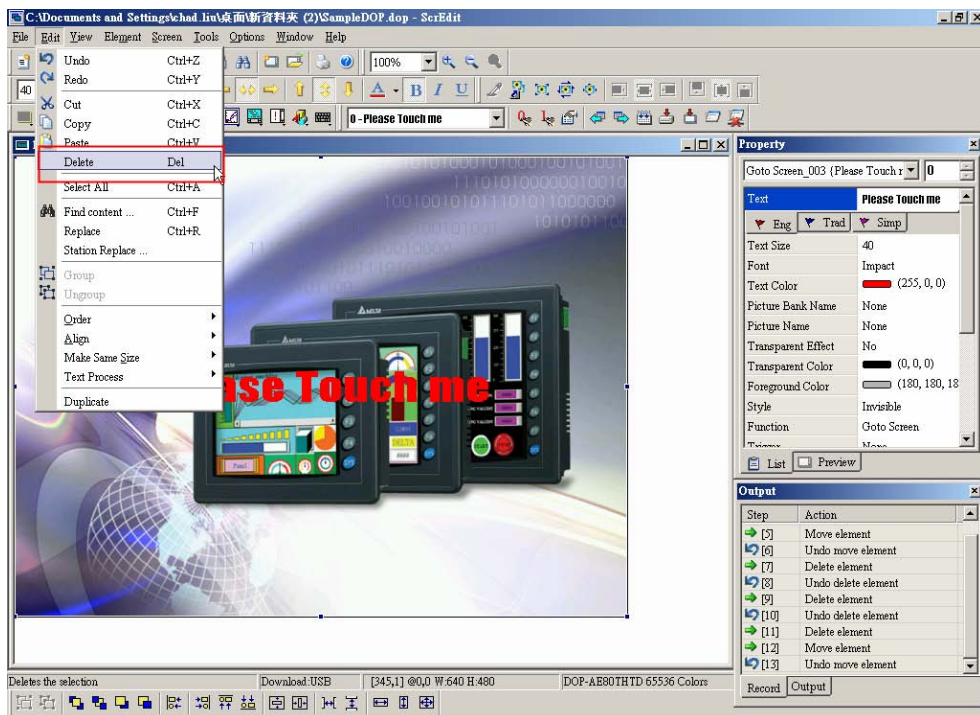 C:\Documents and Settings\chad.liu\桌面\新資料夾 (2)\SampleDOP.dop - ScrEdit
File Edit View Element Screen Tools Options Window Help
Undo Ctrl+Z
Redo Ctrl+Y
Cut Ctrl+X
Copy Ctrl+C
Paste Ctrl+V
Delete Del
Select All Ctrl+A
Find content ... Ctrl+F
Replace Ctrl+R
Station Replace ...
Group
Ungroup
Order
Align
Make Same Size
Text Process
Duplicate
100%
40
B I U
0 - Please Touch me
ase Touch me
Property
Goto Screen_003 {Please Touch r 0
Text Please Touch me
Eng Trad Simp
Text Size 40
Font Impact
Text Color (255, 0, 0)
Picture Bank Name None
Picture Name None
Transparent Effect No
Transparent Color (0, 0, 0)
Foreground Color (180, 180, 18
Style Invisible
Function Goto Screen
List Preview
Output
Step Action
[5] Move element
[6] Undo move element
[7] Delete element
[8] Undo delete element
[9] Delete element
[10] Undo delete element
[11] Delete element
[12] Move element
[13] Undo move element
Record Output
Deletes the selection Download:USB [345,1] @0,0 W:640 H:480 DOP-AE80THTD 65536 Colors